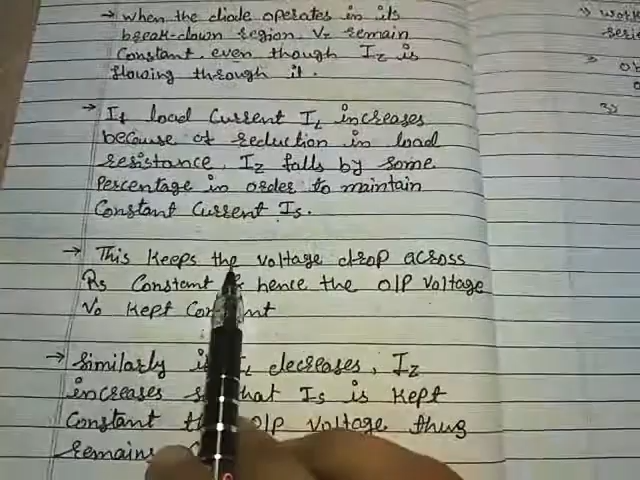 → when the diode operates in its
break-down region Vz remain
Constant even though Iz is
flowing through it.
→ If load Current IL increases
because of reduction in load
resistance, Iz falls by some
Percentage in order to maintain
Constant Current Is.
→ This Keeps the voltage drop across
Rs Constant & hence the O/P voltage
Vo Kept
→ Similarly decreases, Iz
increases Is is Kept
Constant O/P voltage thus
remains